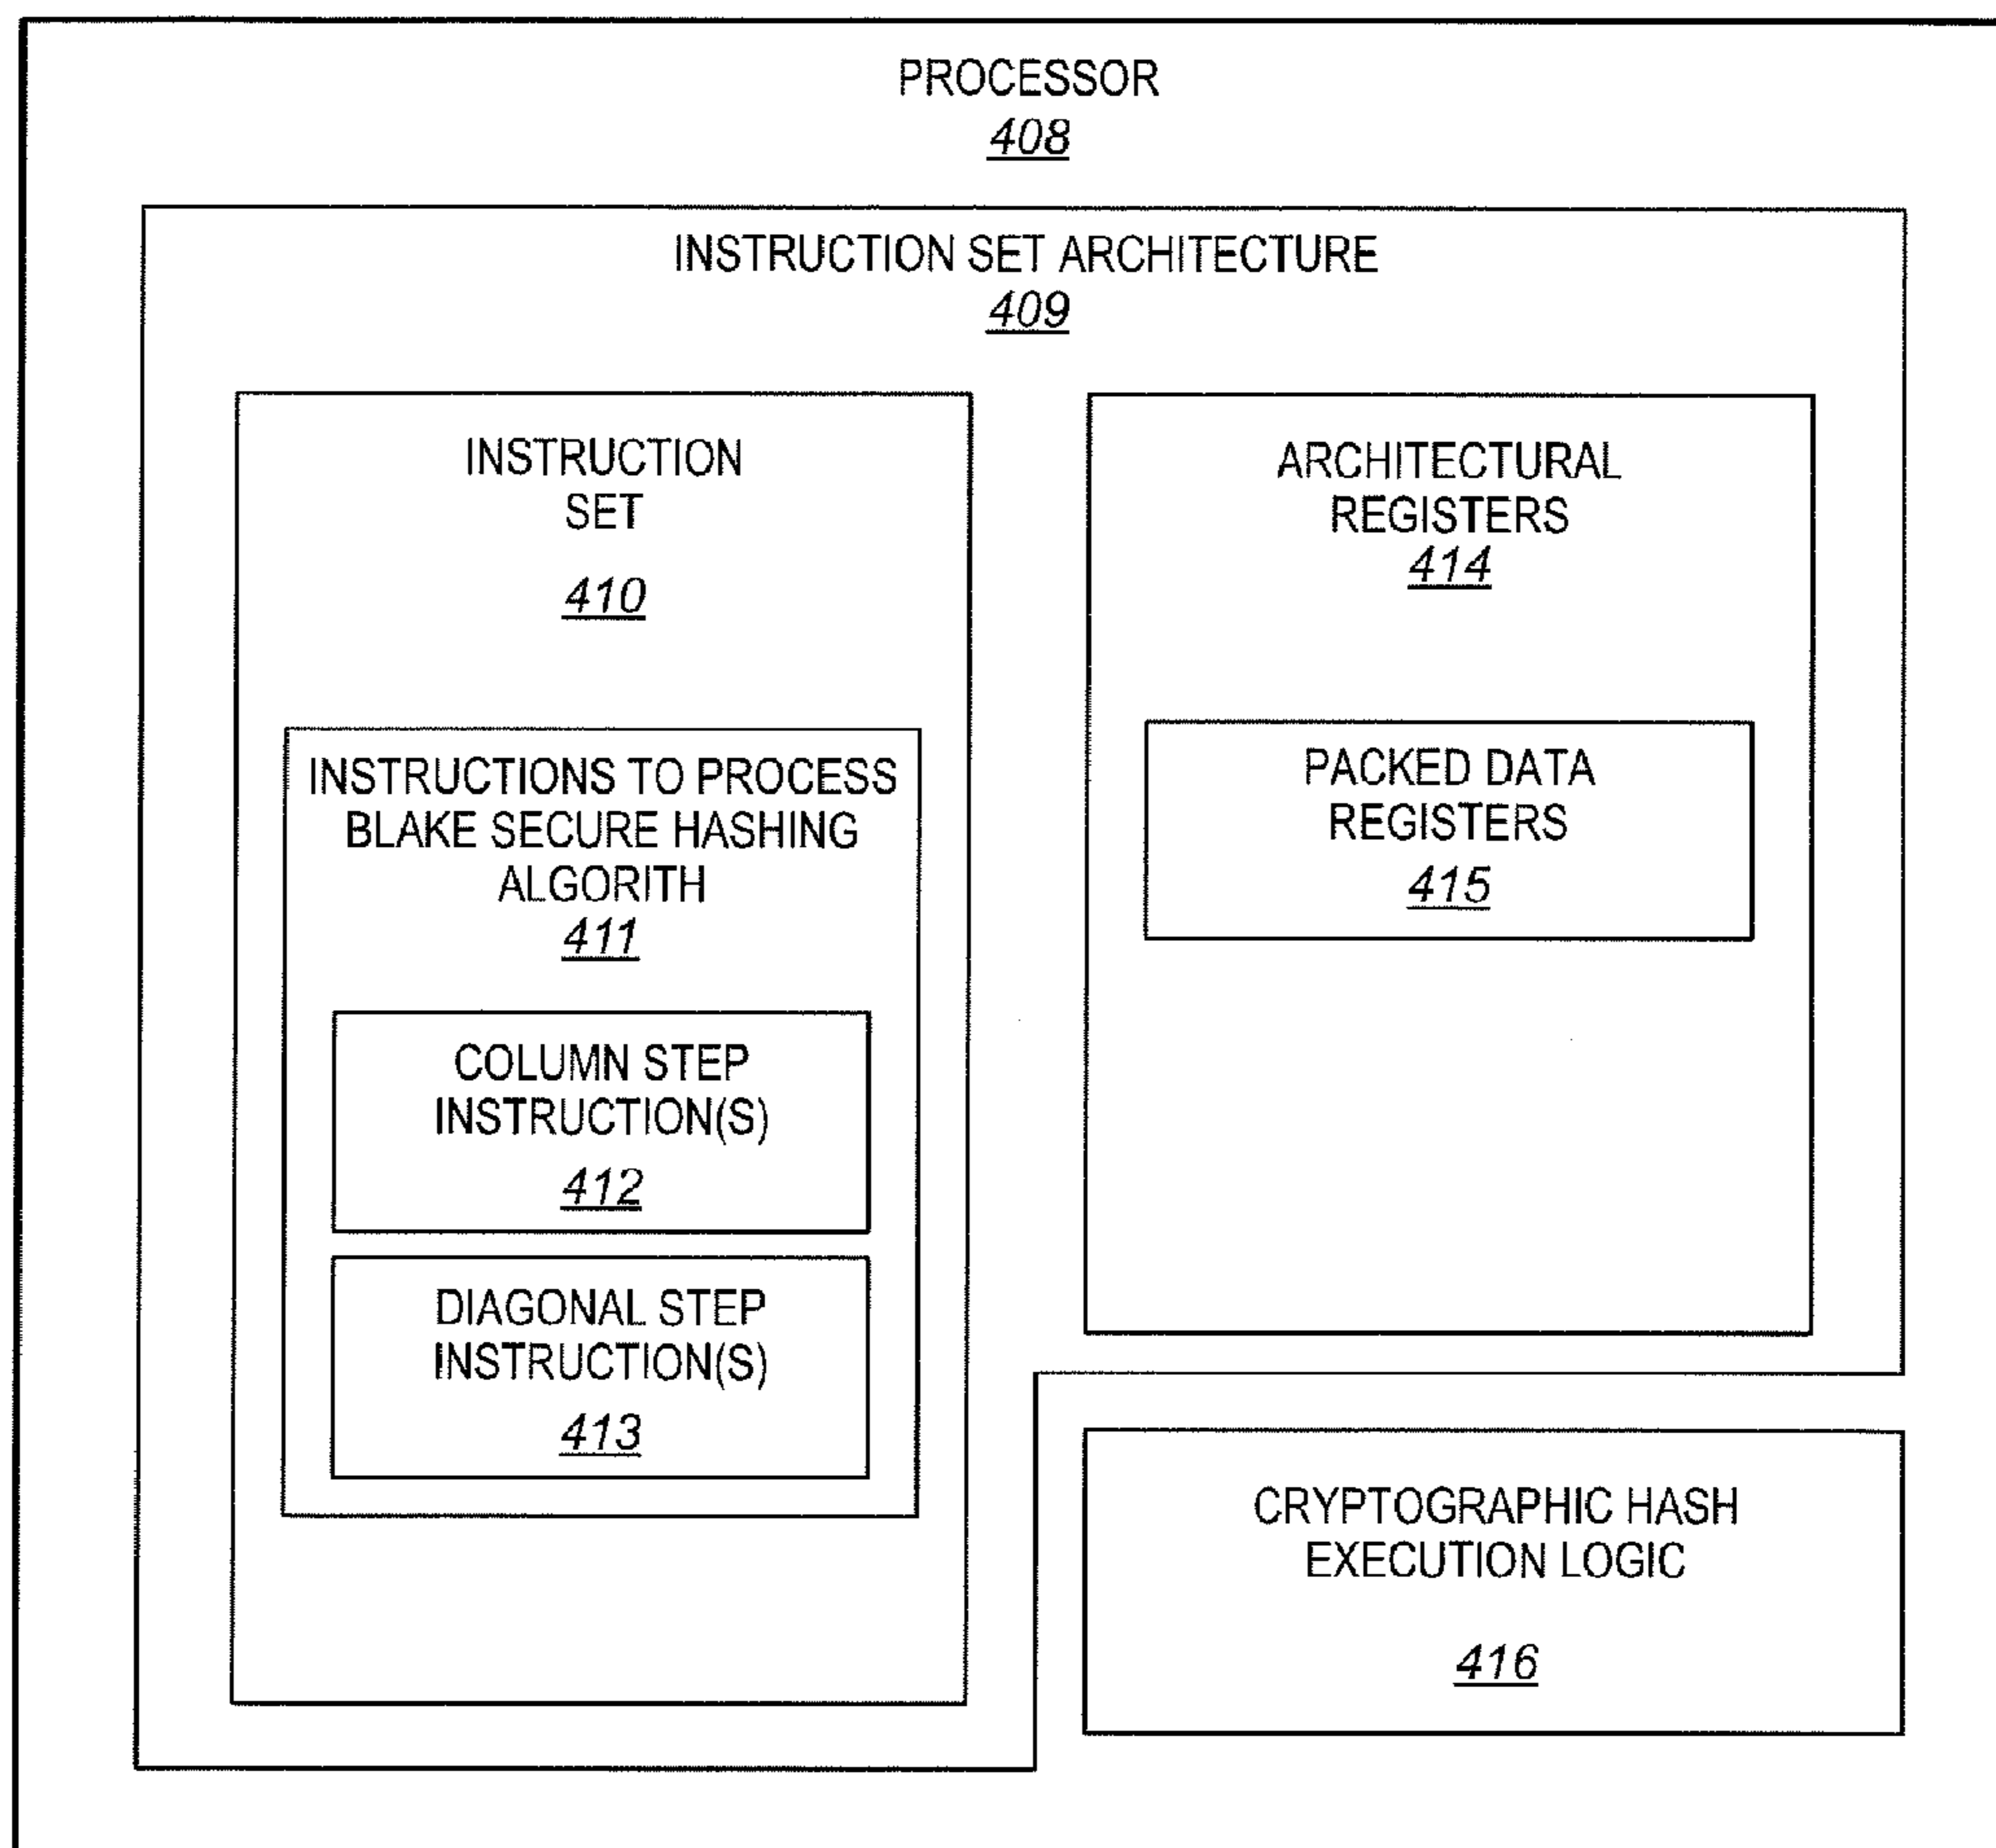 PROCESSOR
408
INSTRUCTION SET ARCHITECTURE
409
INSTRUCTION
SET
410
INSTRUCTIONS TO PROCESS
BLAKE SECURE HASHING
ALGORITH
411
COLUMN STEP
INSTRUCTION(S)
412
DIAGONAL STEP
INSTRUCTION(S)
413
ARCHITECTURAL
REGISTERS
414
PACKED DATA
REGISTERS
415
CRYPTOGRAPHIC HASH
EXECUTION LOGIC
416